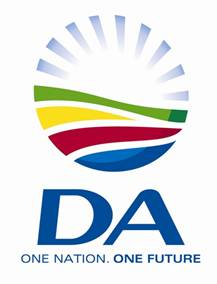 DA
ONE NATION. ONE FUTURE